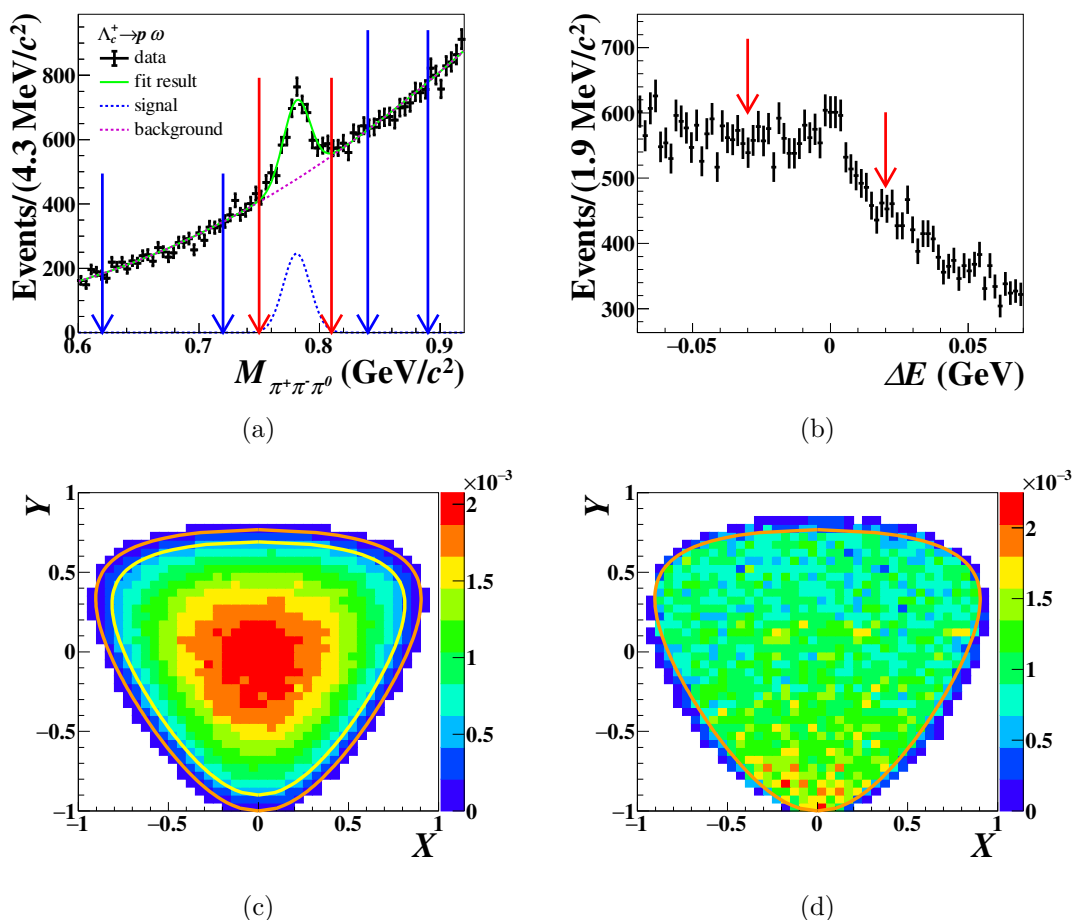 Λc+→p ω
data
fit result
signal
background
Events/(4.3 MeV/c²)
800
600
400
200
0
0.6 0.7 0.8 0.9
Mπ+π-π0 (GeV/c²)
(a)
Events/(1.9 MeV/c²)
700
600
500
400
300
−0.05 0 0.05
ΔE (GeV)
(b)
×10−3
Y
1
0.5
0
−0.5
−1
−1 −0.5 0 0.5 1
X
2
1.5
1
0.5
0
(c)
×10−3
Y
1
0.5
0
−0.5
−1
−1 −0.5 0 0.5 1
X
2
1.5
1
0.5
0
(d)